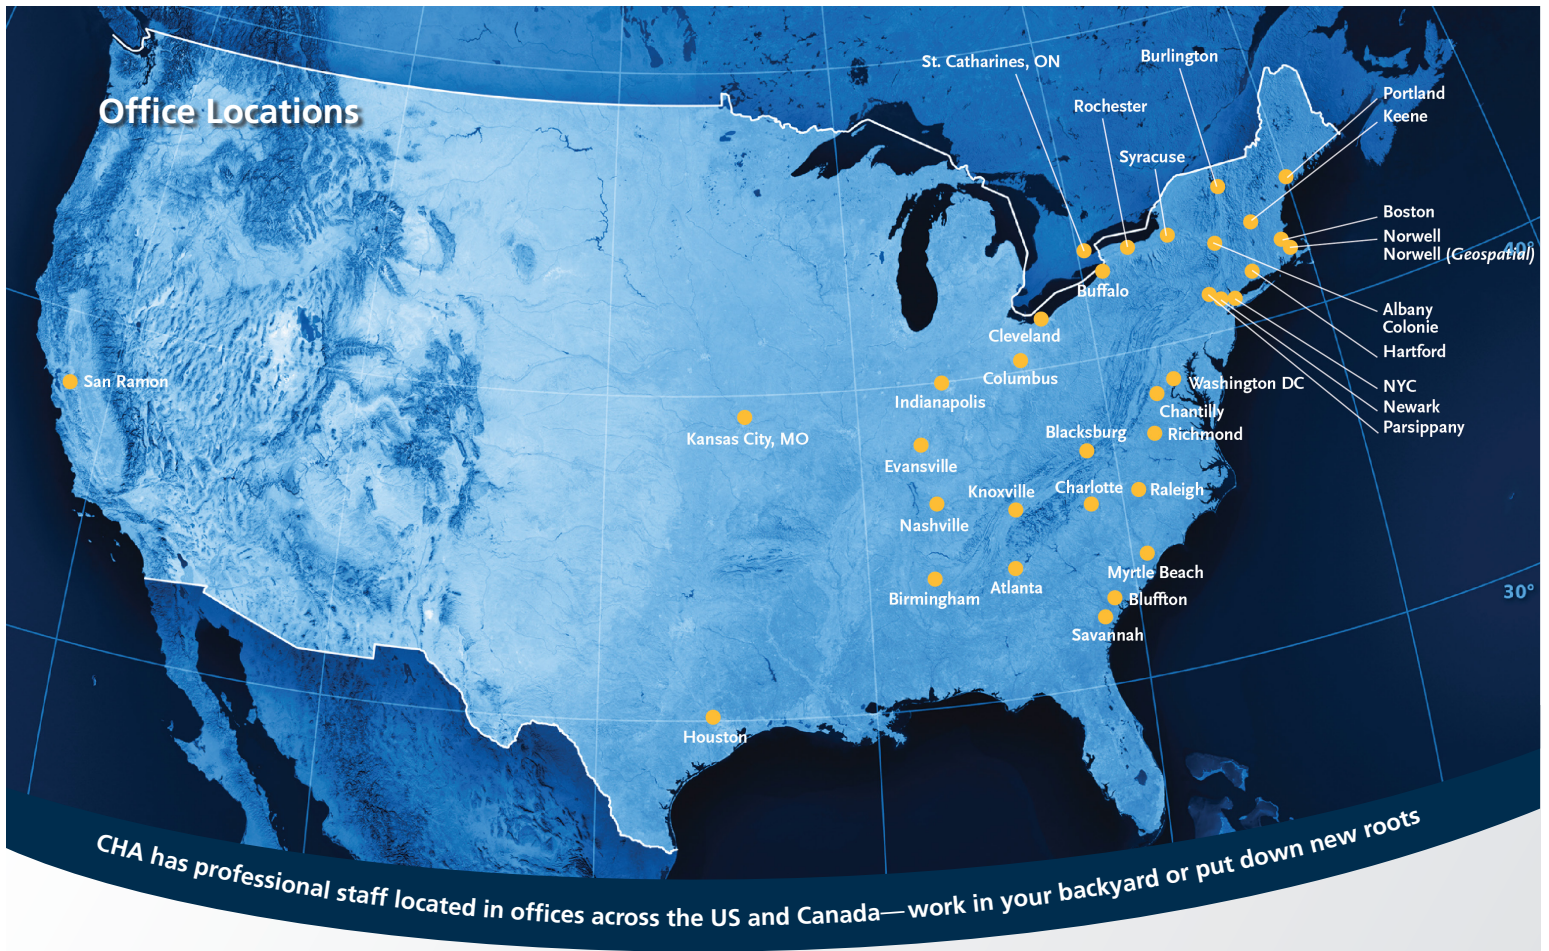 Office Locations
St. Catharines, ON
Burlington
Rochester
Syracuse
Portland
Keene
Boston
Norwell
Norwell (Geospatial)
40°
Albany
Colonie
Hartford
NYC
Newark
Parsippany
Buffalo
Cleveland
Columbus
Indianapolis
San Ramon
Kansas City, MO
Washington DC
Chantilly
Richmond
Blacksburg
Evansville
Knoxville
Charlotte
Raleigh
Nashville
Myrtle Beach
Atlanta
Birmingham
Bluffton
30°
Savannah
Houston
CHA has professional staff located in offices across the US and Canada—work in your backyard or put down new roots